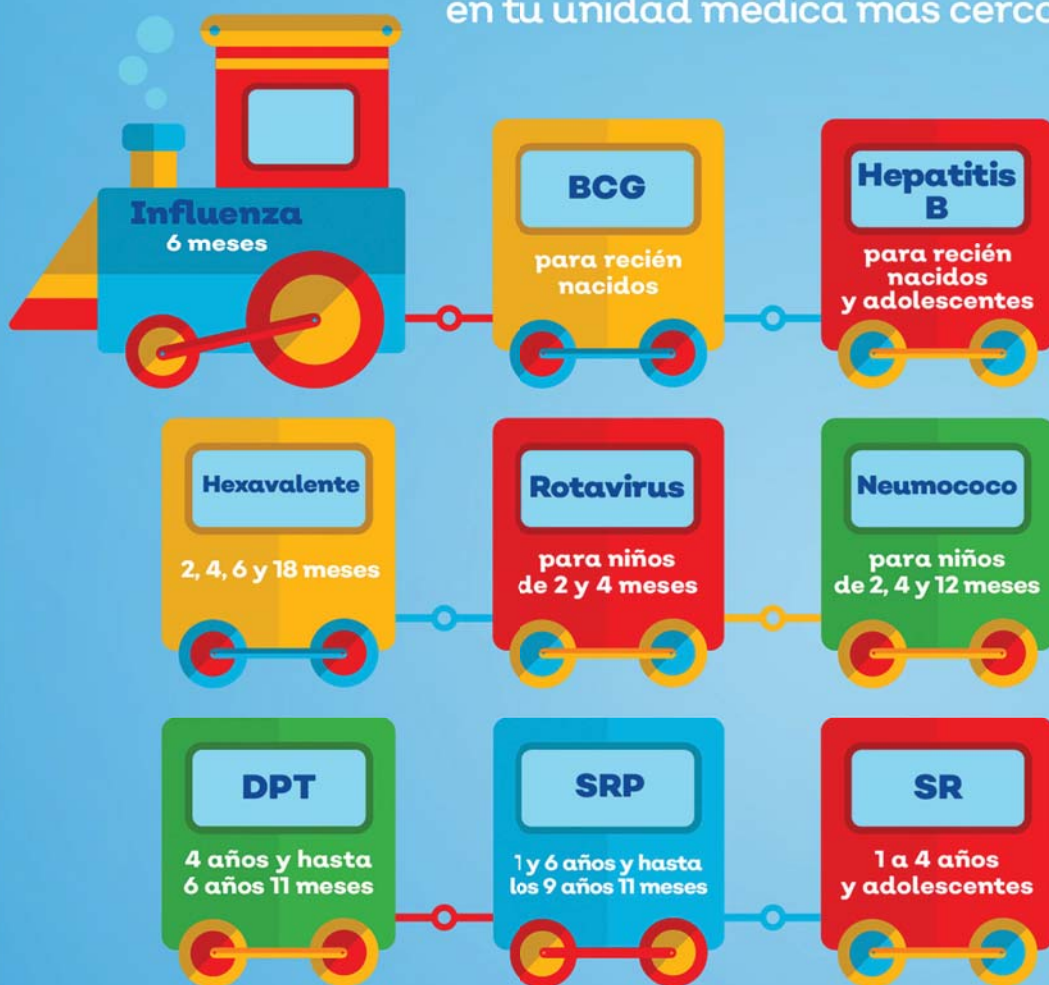 en tu unidad médica más cerca
Influenza
6 meses
BCG
para recién
nacidos
Hepatitis
B
para recién
nacidos
y adolescentes
Hexavalente
2, 4, 6 y 18 meses
Rotavirus
para niños
de 2 y 4 meses
Neumococo
para niños
de 2, 4 y 12 meses
DPT
4 años y hasta
6 años 11 meses
SRP
1 y 6 años y hasta
los 9 años 11 meses
SR
1 a 4 años
y adolescentes